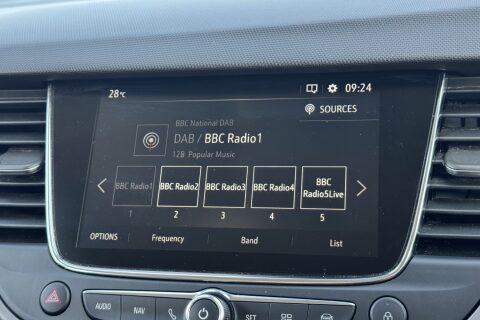 28°C 09:24
SOURCES
BBC National DAB
DAB / BBC Radio1
12B Popular Music
BBC Radio1 BBC Radio2 BBC Radio3 BBC Radio4 BBC Radio5Live
1 2 3 4 5
OPTIONS Frequency Band List
AUDIO NAV SET